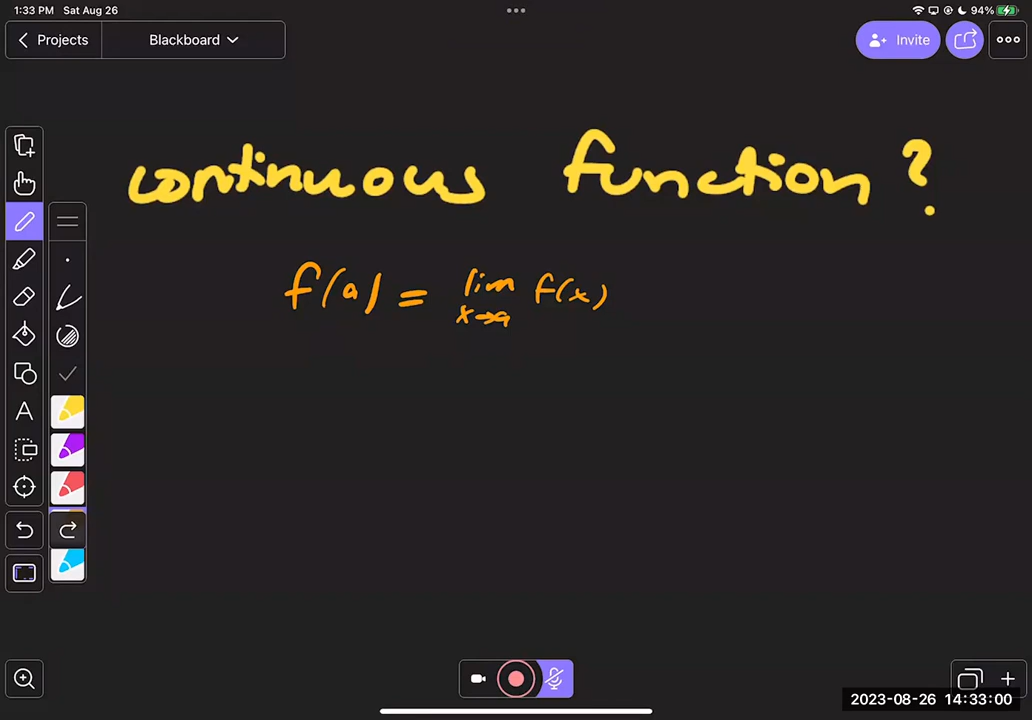 1:33 PM Sat Aug 26
94%
Projects
Blackboard
Invite
continuous function?
f(a) = lim f(x)
x→a
A
2023-08-26 14:33:00